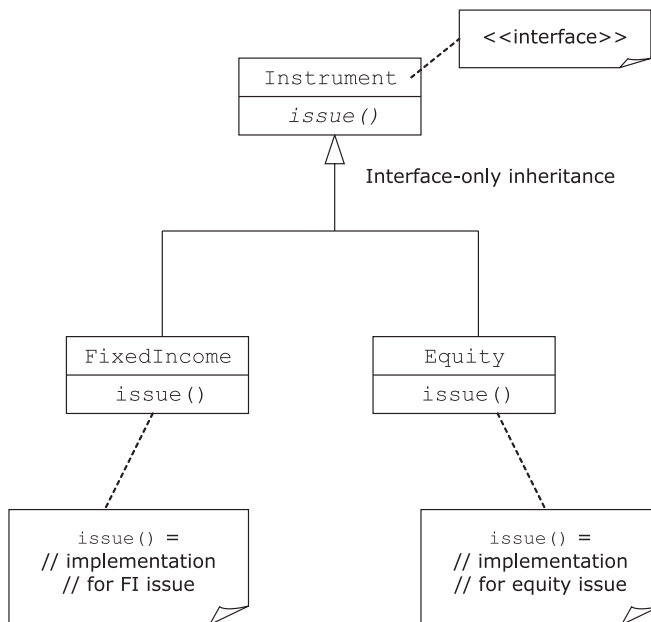 <<interface>>
Instrument
issue()
Interface-only inheritance
FixedIncome
issue()
Equity
issue()
issue() =
// implementation
// for FI issue
issue() =
// implementation
// for equity issue